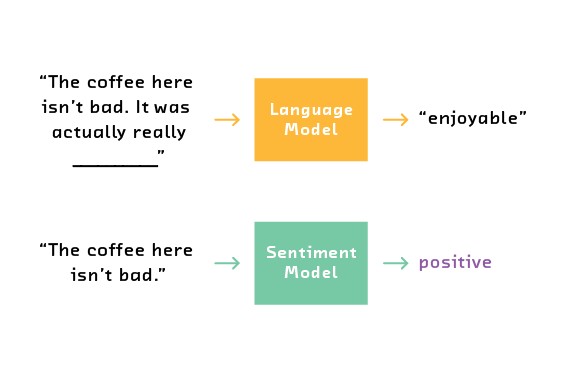 “The coffee here
isn’t bad. It was
actually really
__________”
Language
Model
“enjoyable”
“The coffee here
isn’t bad.”
Sentiment
Model
positive